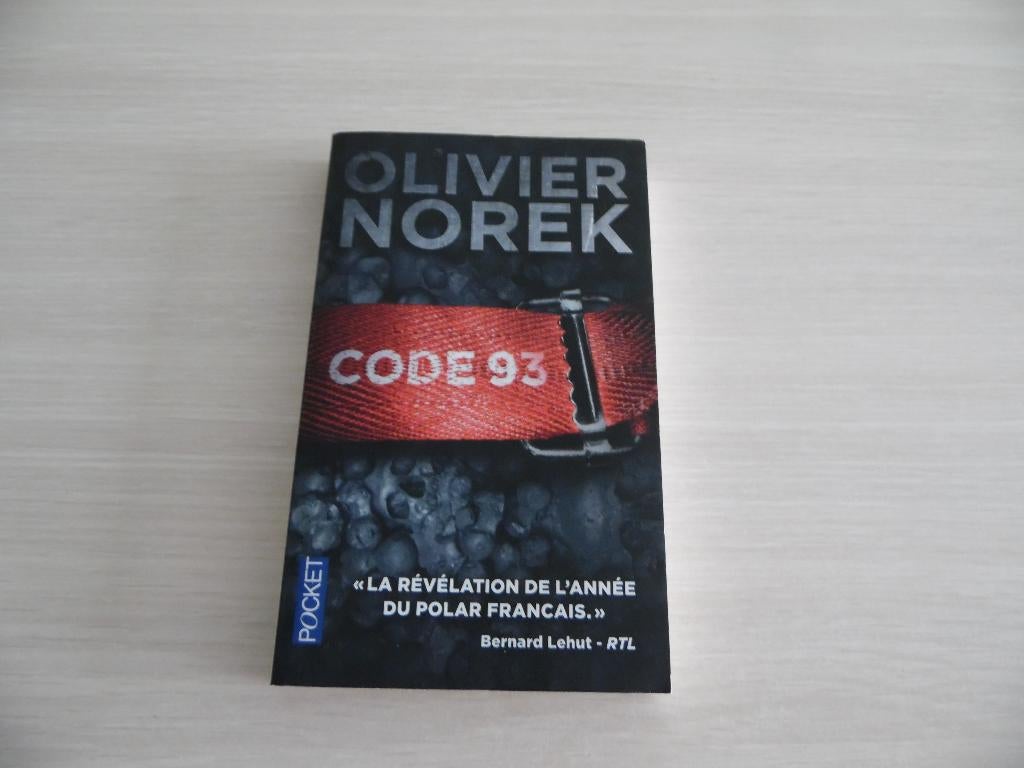 OLIVIER
NOREK
CODE 93
POCKET
« LA RÉVÉLATION DE L'ANNÉE
DU POLAR FRANCAIS. »
Bernard Lehut - RTL